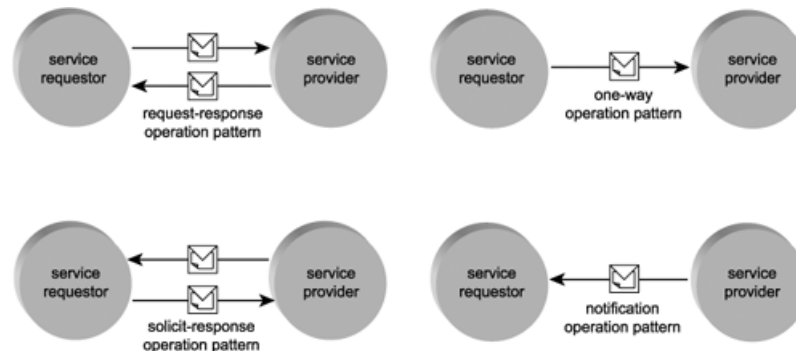 service
requestor
service
provider
request-response
operation pattern
service
requestor
service
provider
one-way
operation pattern
service
requestor
service
provider
solicit-response
operation pattern
service
requestor
service
provider
notification
operation pattern